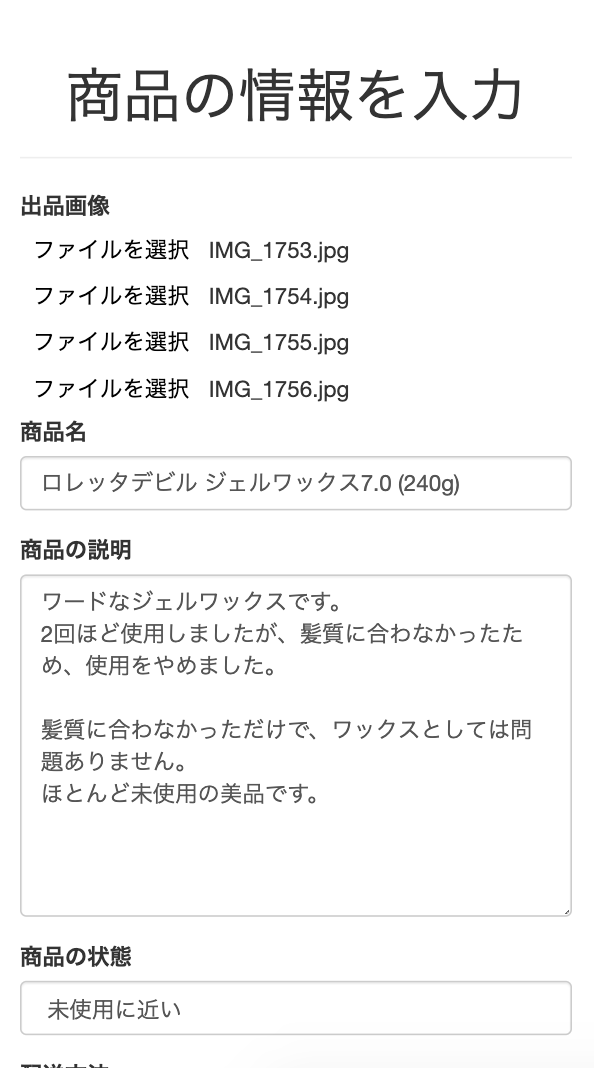 商品の情報を入力
出品画像
ファイルを選択 IMG_1753.jpg
ファイルを選択 IMG_1754.jpg
ファイルを選択 IMG_1755.jpg
ファイルを選択 IMG_1756.jpg
商品名
ロレッタデビル ジェルワックス7.0 (240g)
商品の説明
ワードなジェルワックスです。
2回ほど使用しましたが、髪質に合わなかったた
め、使用をやめました。
髪質に合わなかっただけで、ワックスとしては問
題ありません。
ほとんど未使用の美品です。
商品の状態
未使用に近い